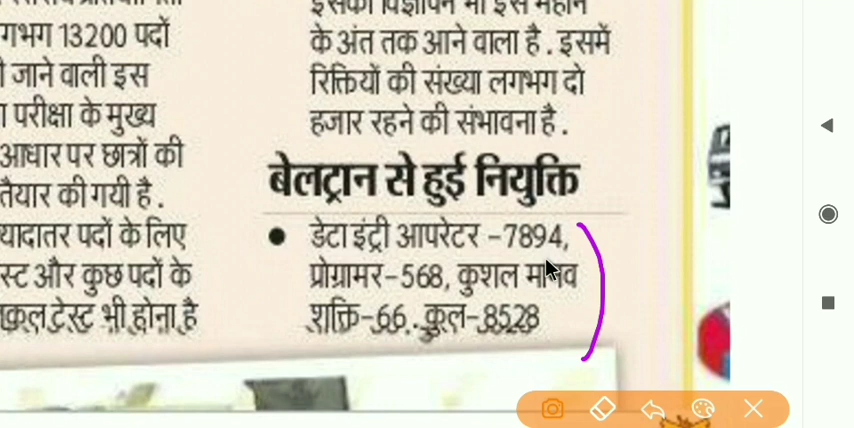 गभग 13200 पदों
जाने वाली इस
परीक्षा के मुख्य
आधार पर छात्रों की
तैयार की गयी है .
यादातर पदों के लिए
स्ट और कुछ पदों के
टेस्ट भी होना है
इसका विज्ञापन भी इस महीने
के अंत तक आने वाला है . इसमें
रिक्तियों की संख्या लगभग दो
हजार रहने की संभावना है .
बेलट्रान से हुई नियुक्ति
● डेटा इंट्री आपरेटर -7894,
प्रोग्रामर-568, कुशल मानव
शक्ति-66. कुल-8528